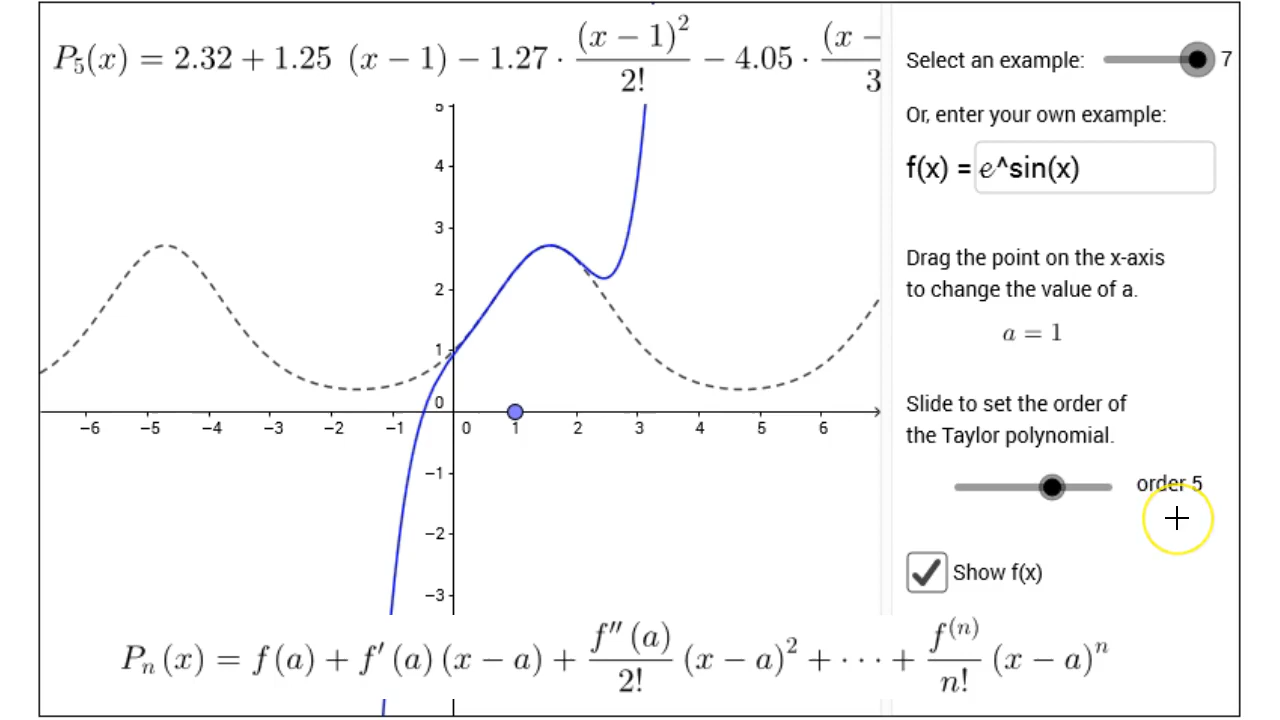 P₅(x) = 2.32 + 1.25 (x − 1) − 1.27 · (x − 1)²/2! − 4.05 · (x −/3
Select an example: 7
Or, enter your own example:
f(x) = e^sin(x)
Drag the point on the x-axis
to change the value of a.
a = 1
Slide to set the order of
the Taylor polynomial.
order 5
Show f(x)
5
4
3
2
1
0
−6 −5 −4 −3 −2 −1 0 1 2 3 4 5 6
−1
−2
−3
Pₙ (x) = f (a) + f′ (a) (x − a) + f″ (a)/2! (x − a)² + · · · + f⁽ⁿ⁾/n! (x − a)ⁿ